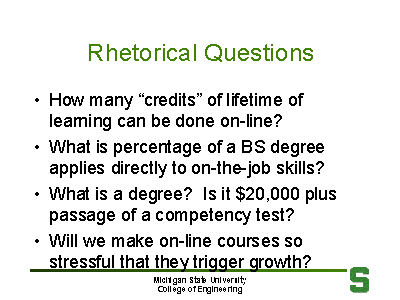 Rhetorical Questions
• How many “credits” of lifetime of
learning can be done on-line?
• What is percentage of a BS degree
applies directly to on-the-job skills?
• What is a degree?  Is it $20,000 plus
passage of a competency test?
• Will we make on-line courses so
stressful that they trigger growth?
Michigan State University
College of Engineering
S